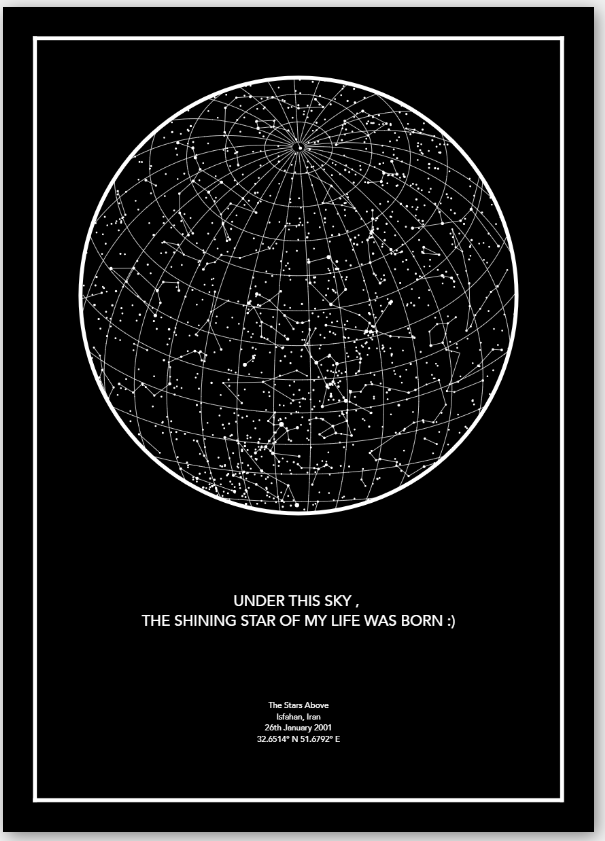 UNDER THIS SKY ,
THE SHINING STAR OF MY LIFE WAS BORN :)
The Stars Above
Isfahan, Iran
26th January 2001
32.6514° N 51.6792° E